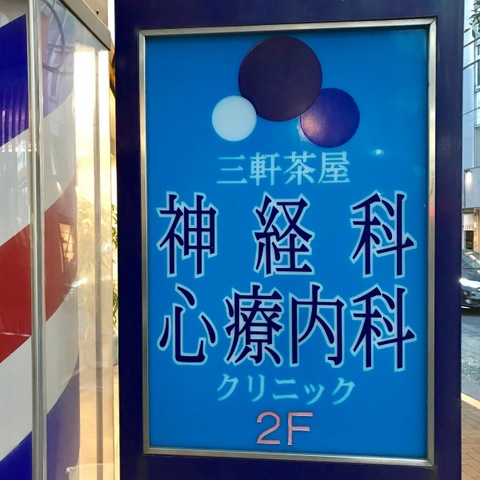 三軒茶屋
神経科
心療内科
クリニック
2F